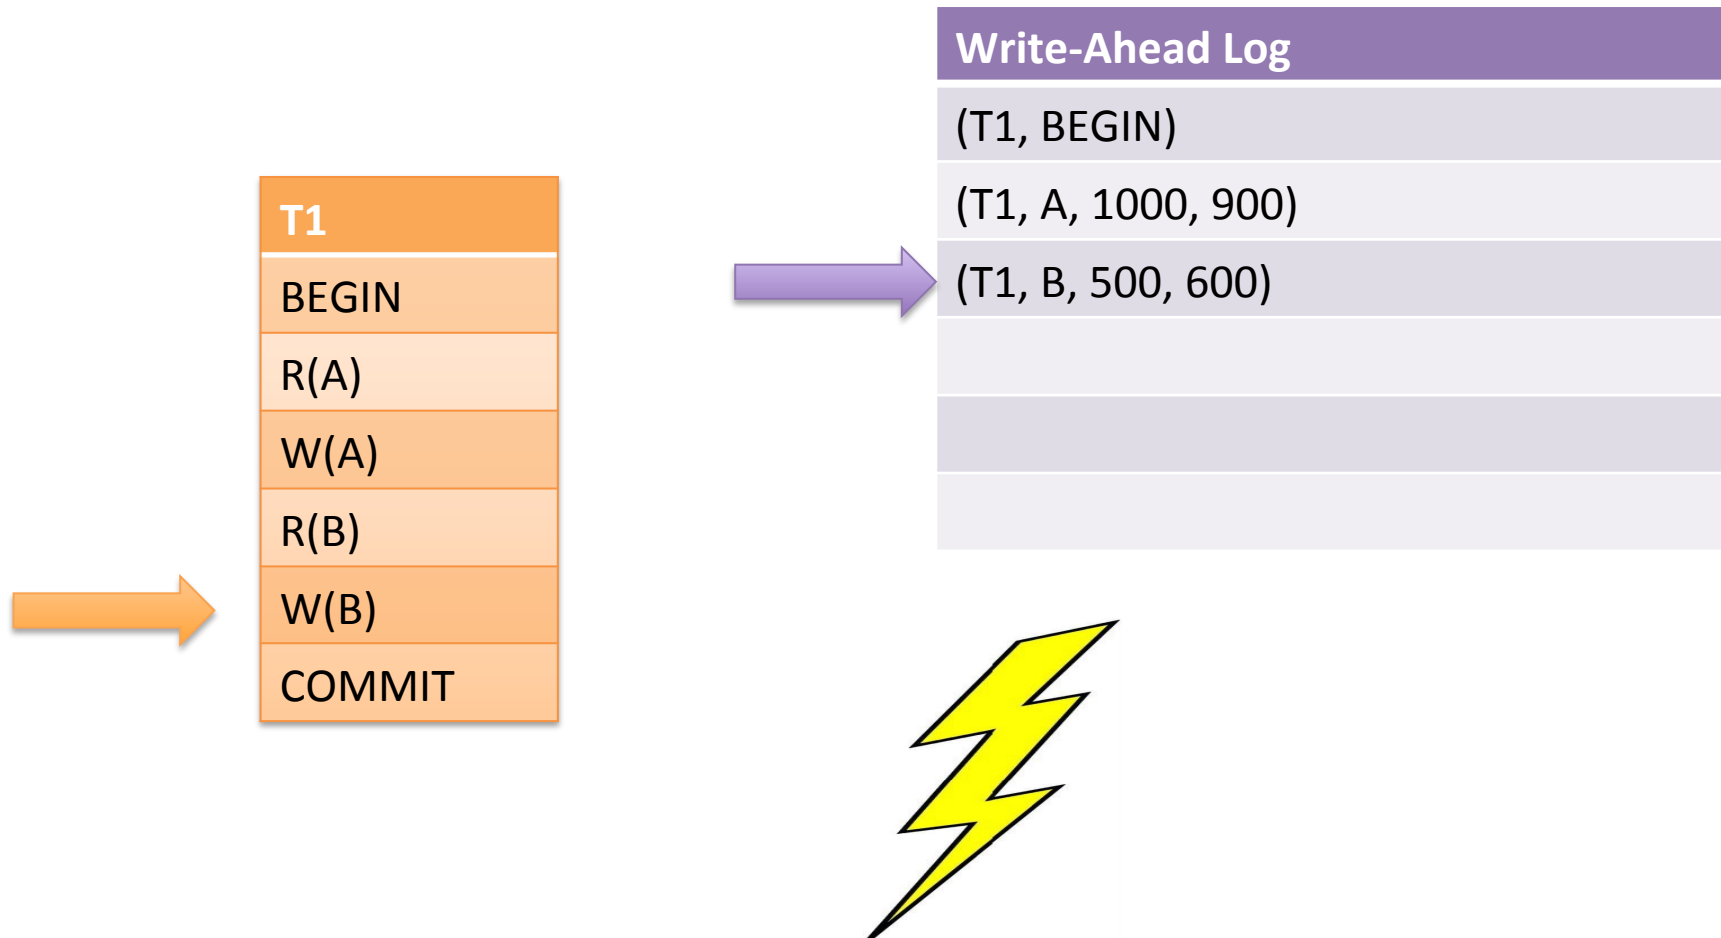 Write-Ahead Log
(T1, BEGIN)
(T1, A, 1000, 900)
(T1, B, 500, 600)
T1
BEGIN
R(A)
W(A)
R(B)
W(B)
COMMIT